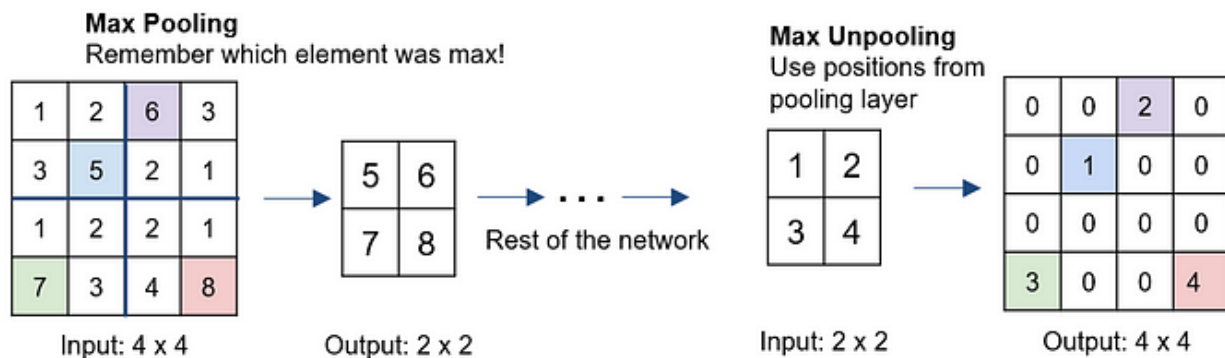 Max Pooling
Remember which element was max!
1 2 6 3
3 5 2 1
1 2 2 1
7 3 4 8
Input: 4 x 4
5 6
7 8
Output: 2 x 2
...
Rest of the network
Max Unpooling
Use positions from
pooling layer
1 2
3 4
Input: 2 x 2
0 0 2 0
0 1 0 0
0 0 0 0
3 0 0 4
Output: 4 x 4